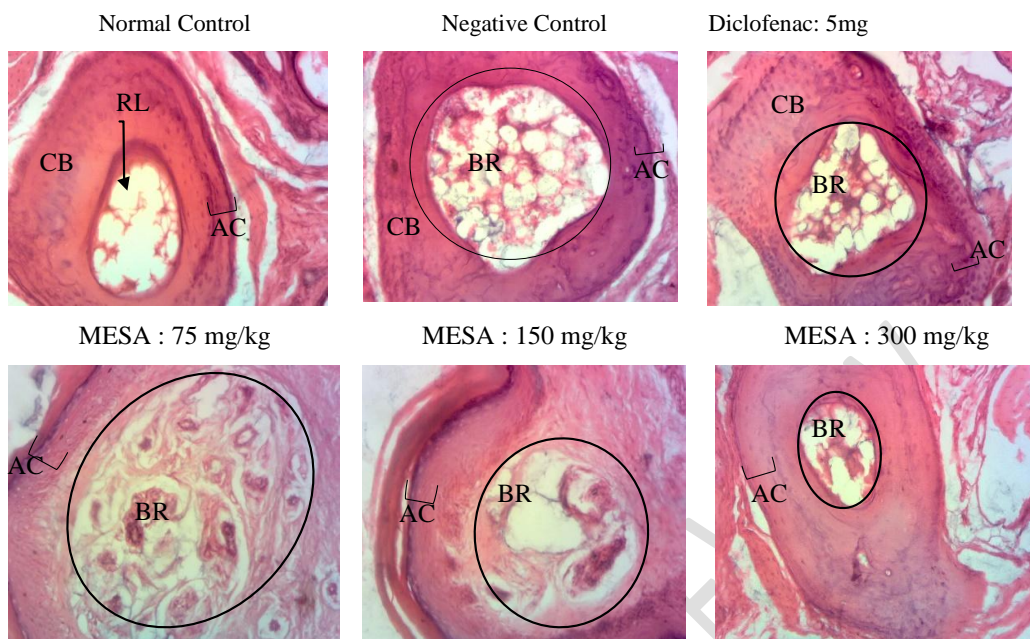 Normal Control
Negative Control
Diclofenac: 5mg
RL
CB
AC
BR
CB
AC
CB
BR
AC
MESA : 75 mg/kg
MESA : 150 mg/kg
MESA : 300 mg/kg
AC
BR
BR
AC
BR
AC